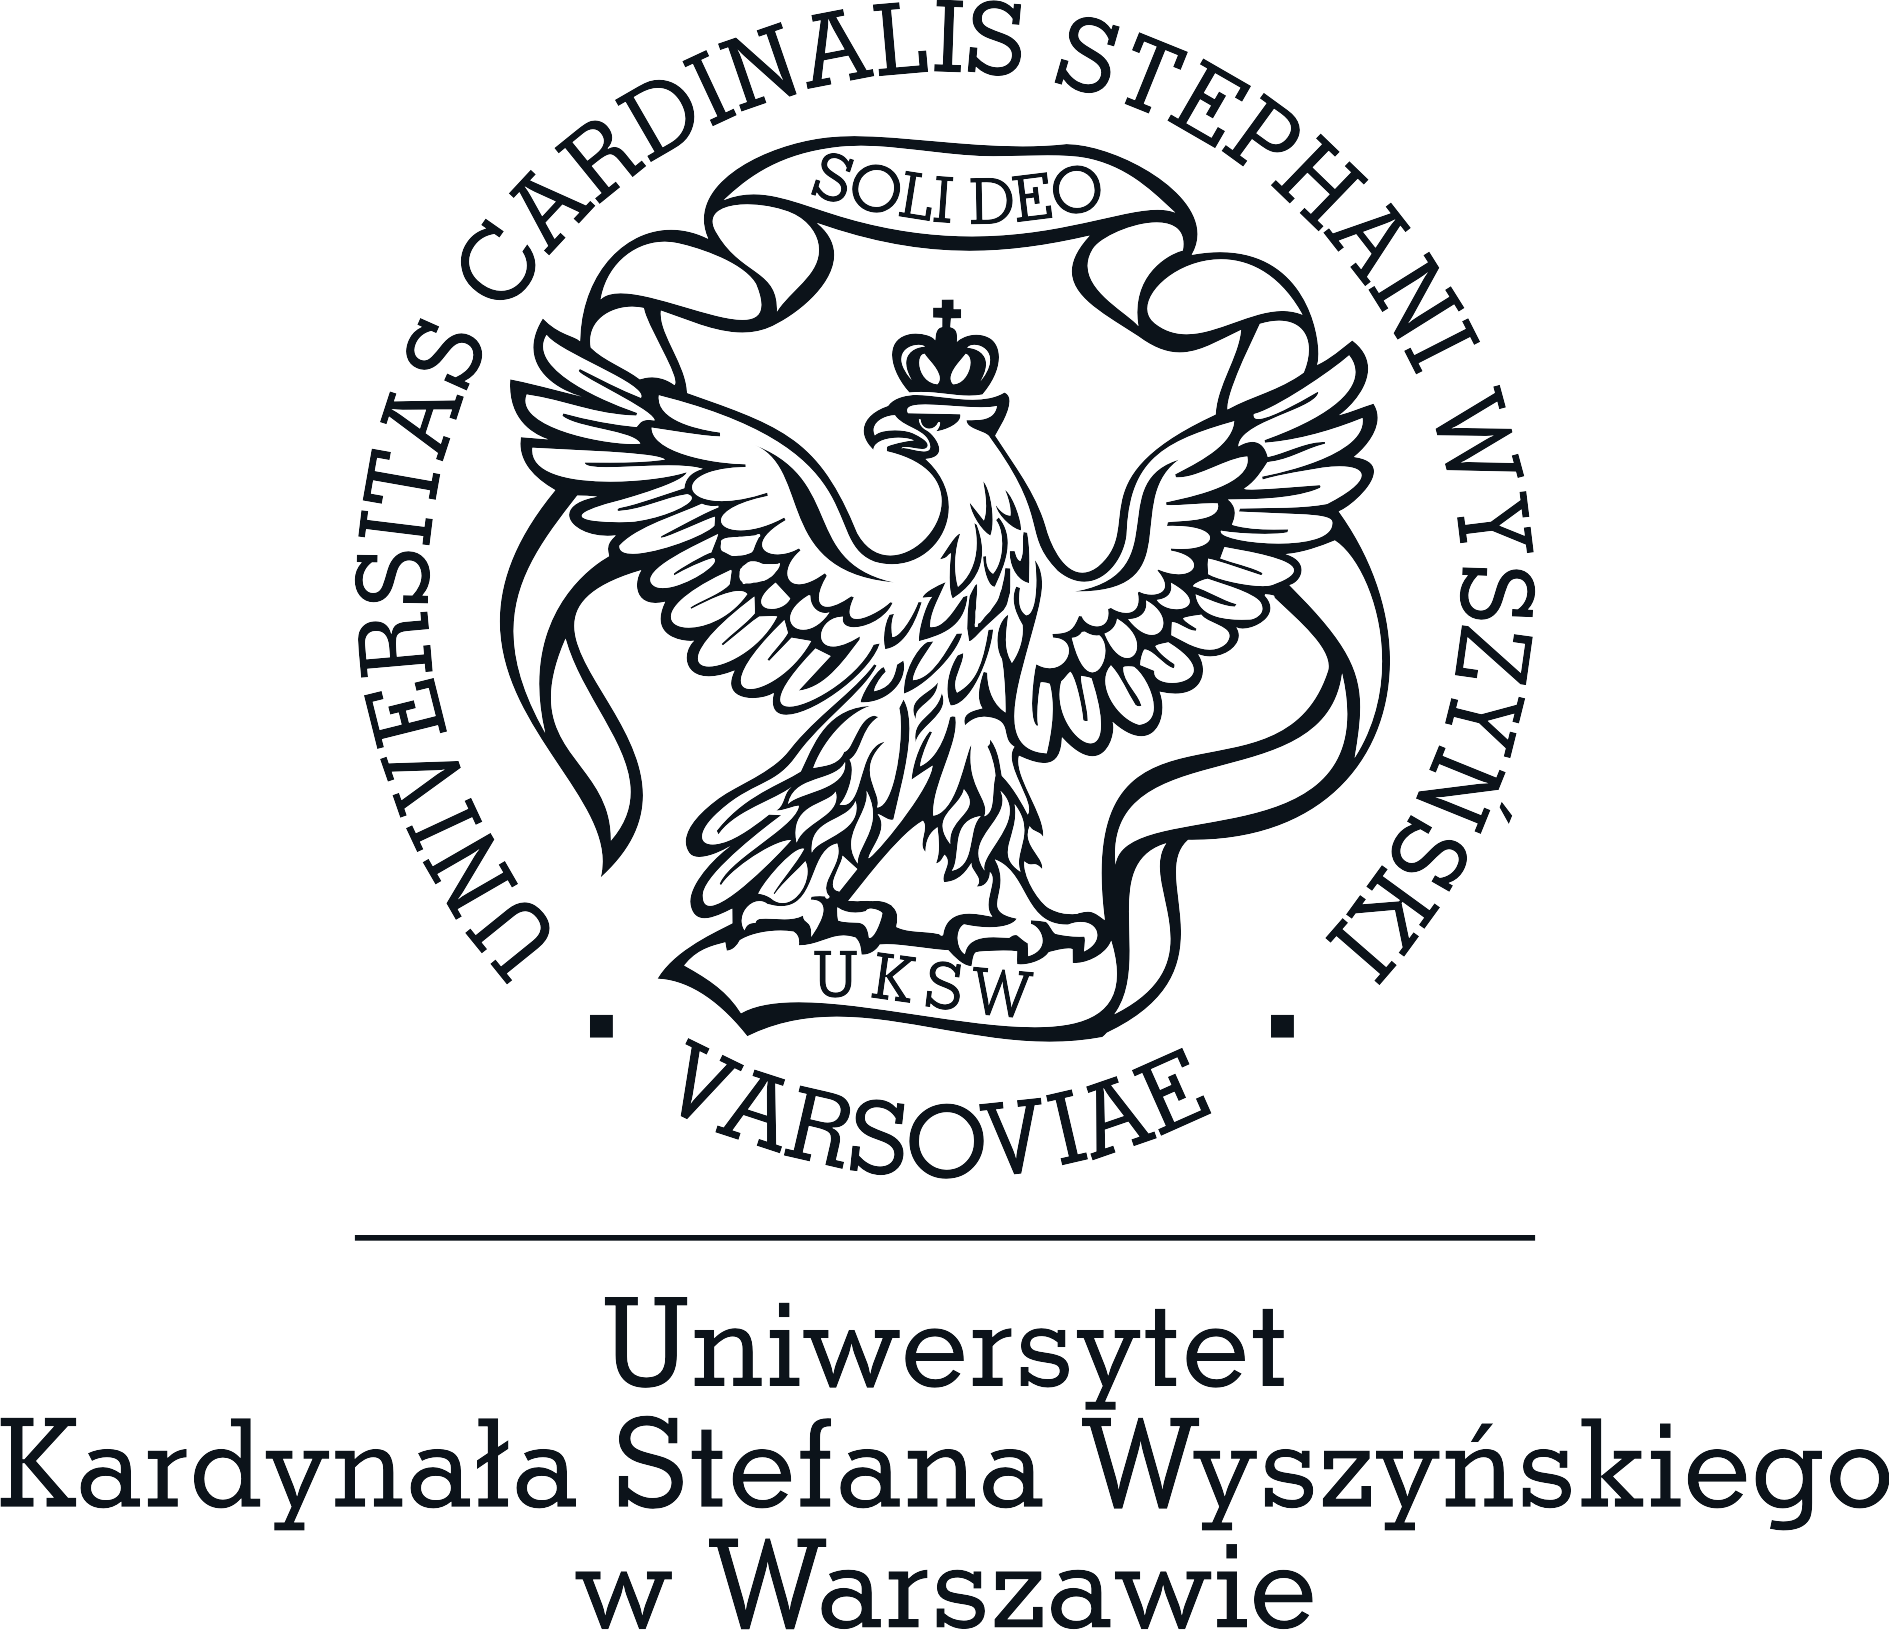 UNIVERSITAS CARDINALIS STEPHANI WYSZYŃSKI
SOLI DEO
UKSW
VARSOVIAE
Uniwersytet
Kardynała Stefana Wyszyńskiego
w Warszawie